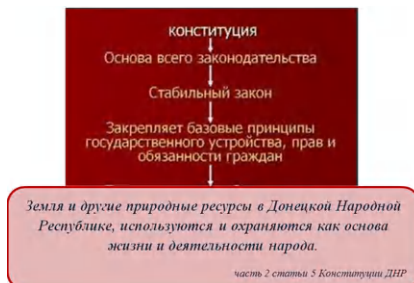 КОНСТИТУЦИЯ
Основа всего законодательства
Стабильный закон
Закрепляет базовые принципы
государственного устройства, прав и
обязанности граждан
Земля и другие природные ресурсы в Донецкой Народной
Республике, используются и охраняются как основа
жизни и деятельности народа.
часть 2 статьи 5 Конституции ДНР